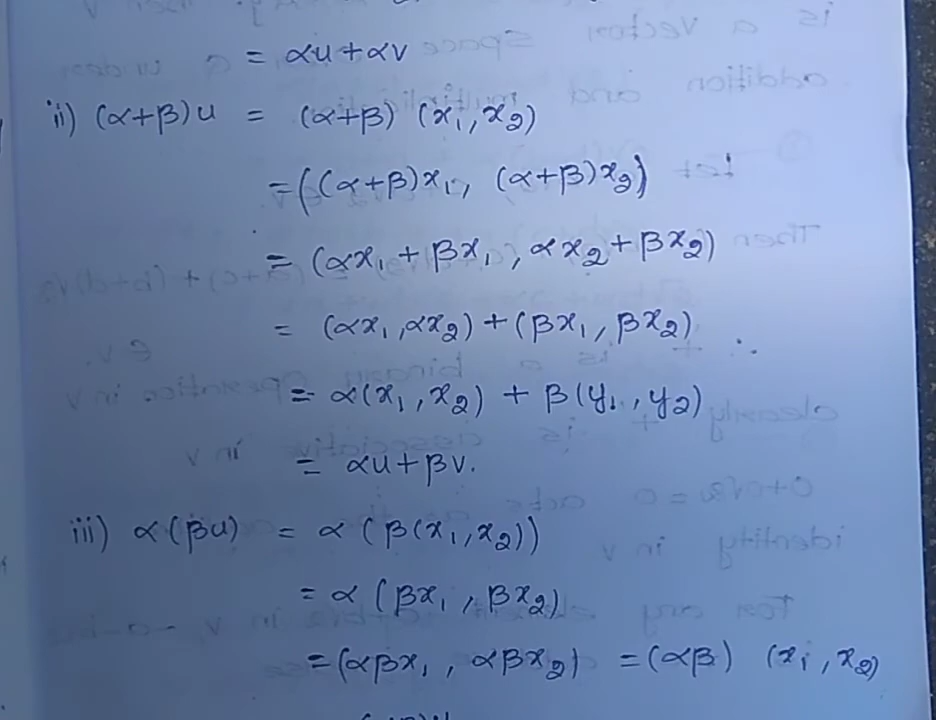 = αu+αv
ii) (α+β)u = (α+β) (x₁,x₂)
=((α+β)x₁, (α+β)x₂)
= (αx₁+βx₁, αx₂+βx₂)
= (αx₁,αx₂)+(βx₁,βx₂)
= α(x₁,x₂) + β(y₁,y₂)
= αu+βv.
iii) α(βu) = α(β(x₁,x₂))
= α(βx₁,βx₂)
=(αβx₁, αβx₂) =(αβ) (x₁,x₂)